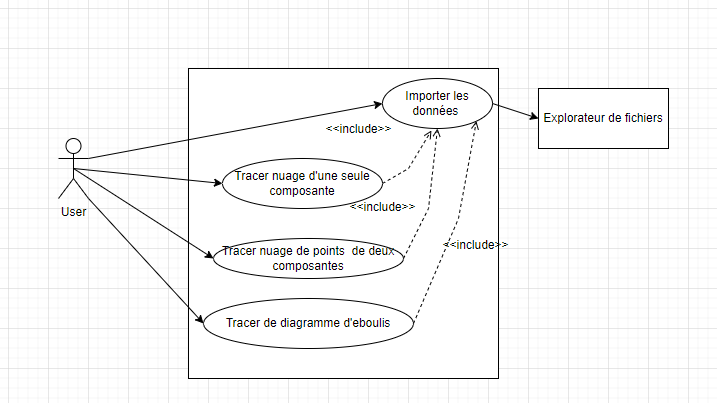 Importer les
données
Explorateur de fichiers
<<include>>
Tracer nuage d'une seule
composante
User
<<include>>
Tracer nuage de points de deux
composantes
<<include>>
Tracer de diagramme d'eboulis